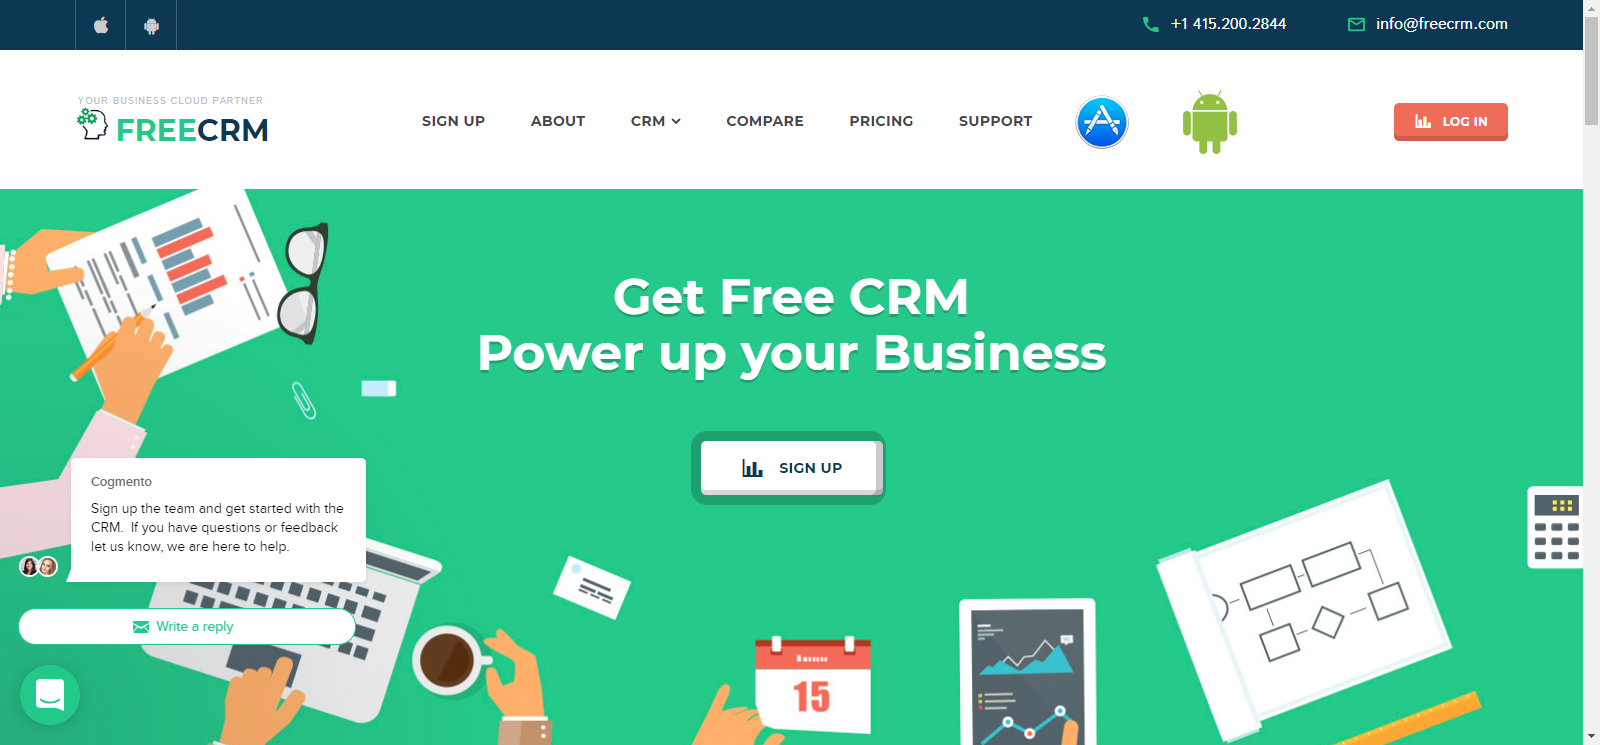 +1 415.200.2844
info@freecrm.com
YOUR BUSINESS CLOUD PARTNER
FREECRM
SIGN UP
ABOUT
CRM
COMPARE
PRICING
SUPPORT
LOG IN
Get Free CRM
Power up your Business
SIGN UP
Cogmento
Sign up the team and get started with the
CRM.  If you have questions or feedback
let us know, we are here to help.
Write a reply
15